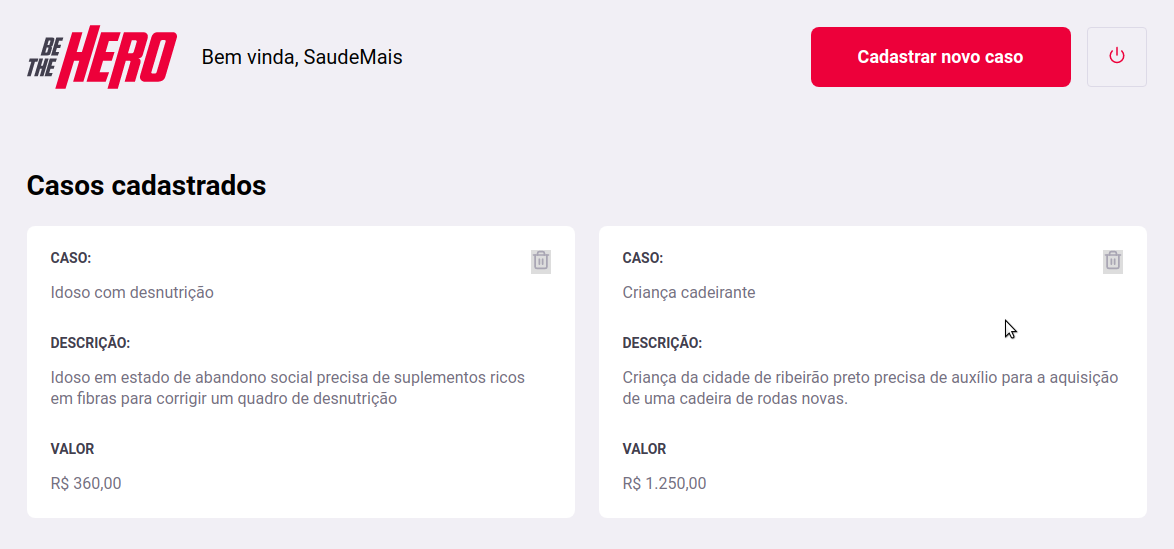 BE
THE HERO
Bem vinda, SaudeMais
Cadastrar novo caso
Casos cadastrados
CASO:
Idoso com desnutrição
DESCRIÇÃO:
Idoso em estado de abandono social precisa de suplementos ricos
em fibras para corrigir um quadro de desnutrição
VALOR
R$ 360,00
CASO:
Criança cadeirante
DESCRIÇÃO:
Criança da cidade de ribeirão preto precisa de auxílio para a aquisição
de uma cadeira de rodas novas.
VALOR
R$ 1.250,00